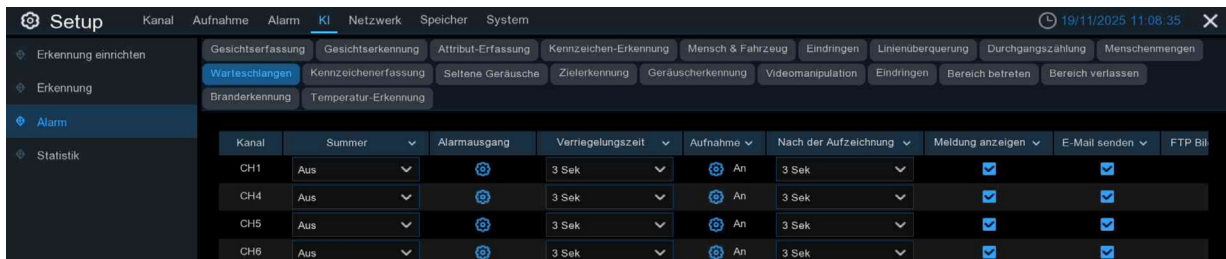 Setup Kanal Aufnahme Alarm KI Netzwerk Speicher System 19/11/2025 11:08:35
Erkennung einrichten
Erkennung
Alarm
Statistik
Gesichtserfassung Gesichtserkennung Attribut-Erfassung Kennzeichen-Erkennung Mensch & Fahrzeug Eindringen Linienüberquerung Durchgangszählung Menschenmengen
Warteschlangen Kennzeichenerfassung Seltene Geräusche Zielerkennung Geräuscherkennung Videomanipulation Eindringen Bereich betreten Bereich verlassen
Branderkennung Temperatur-Erkennung
Kanal Summer Alarmausgang Verriegelungszeit Aufnahme Nach der Aufzeichnung Meldung anzeigen E-Mail senden FTP Bil
CH1 Aus 3 Sek An 3 Sek
CH4 Aus 3 Sek An 3 Sek
CH5 Aus 3 Sek An 3 Sek
CH6 Aus 3 Sek An 3 Sek